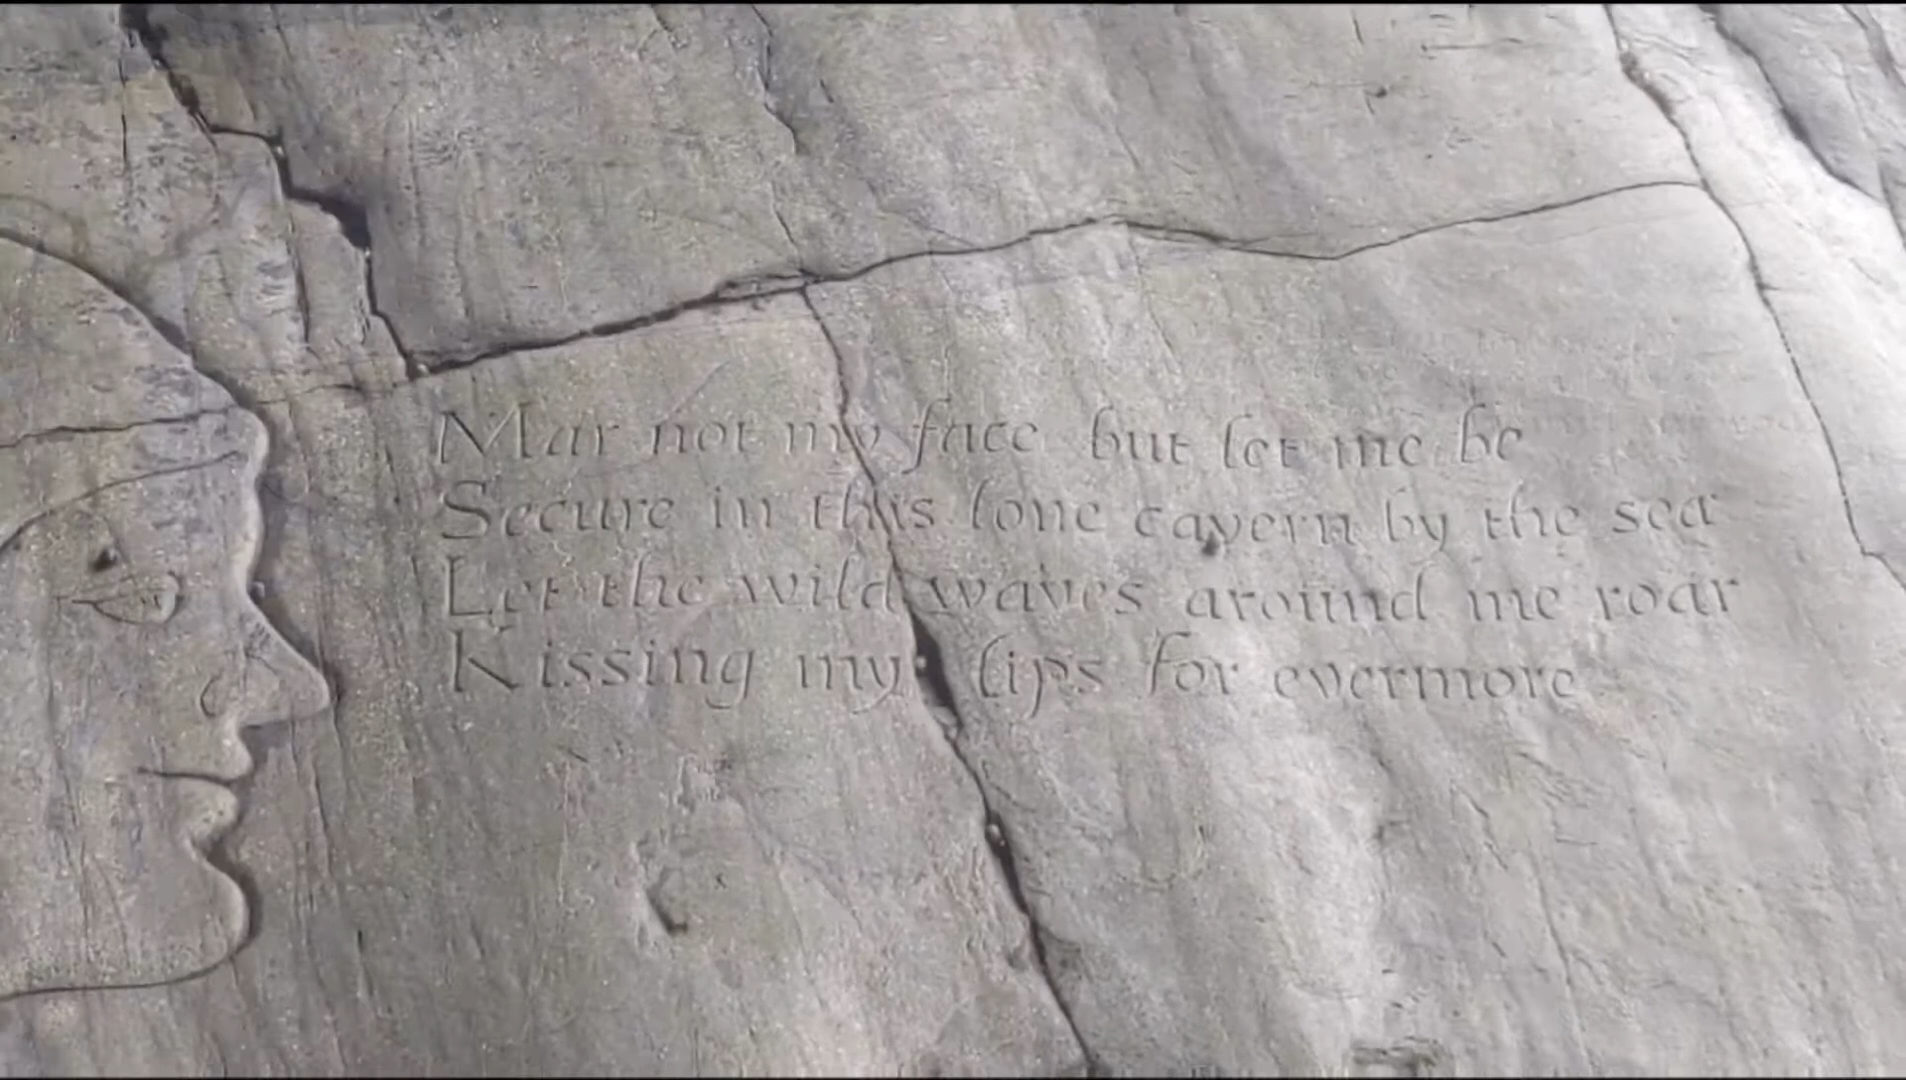 Mar not my face but let me be
Secure in this lone cavern by the sea
Let the wild waves around me roar
Kissing my lips for evermore